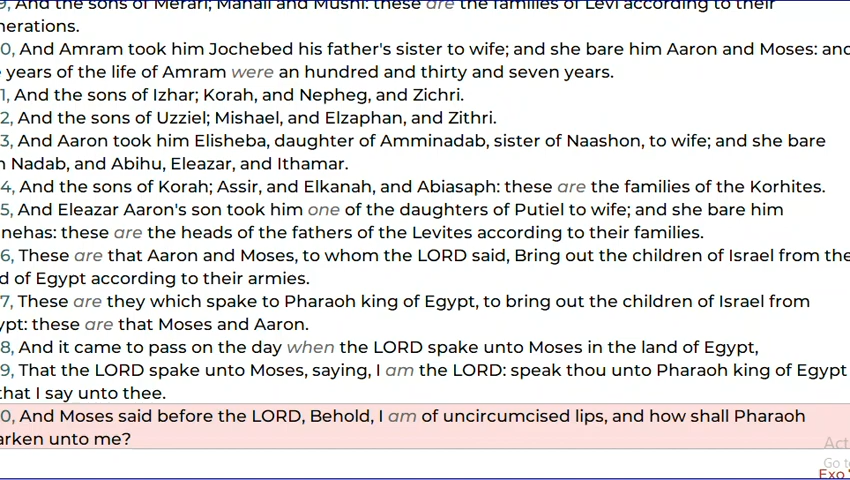 9, And the sons of Merari; Mahali and Mushi: these are the families of Levi according to their
nerations.
0, And Amram took him Jochebed his father's sister to wife; and she bare him Aaron and Moses: and
years of the life of Amram were an hundred and thirty and seven years.
1, And the sons of Izhar; Korah, and Nepheg, and Zichri.
2, And the sons of Uzziel; Mishael, and Elzaphan, and Zithri.
3, And Aaron took him Elisheba, daughter of Amminadab, sister of Naashon, to wife; and she bare
Nadab, and Abihu, Eleazar, and Ithamar.
4, And the sons of Korah; Assir, and Elkanah, and Abiasaph: these are the families of the Korhites.
5, And Eleazar Aaron's son took him one of the daughters of Putiel to wife; and she bare him
nehas: these are the heads of the fathers of the Levites according to their families.
6, These are that Aaron and Moses, to whom the LORD said, Bring out the children of Israel from the
d of Egypt according to their armies.
7, These are they which spake to Pharaoh king of Egypt, to bring out the children of Israel from
ypt: these are that Moses and Aaron.
8, And it came to pass on the day when the LORD spake unto Moses in the land of Egypt,
9, That the LORD spake unto Moses, saying, I am the LORD: speak thou unto Pharaoh king of Egypt
that I say unto thee.
0, And Moses said before the LORD, Behold, I am of uncircumcised lips, and how shall Pharaoh
arken unto me?
Act
Go to
Exo